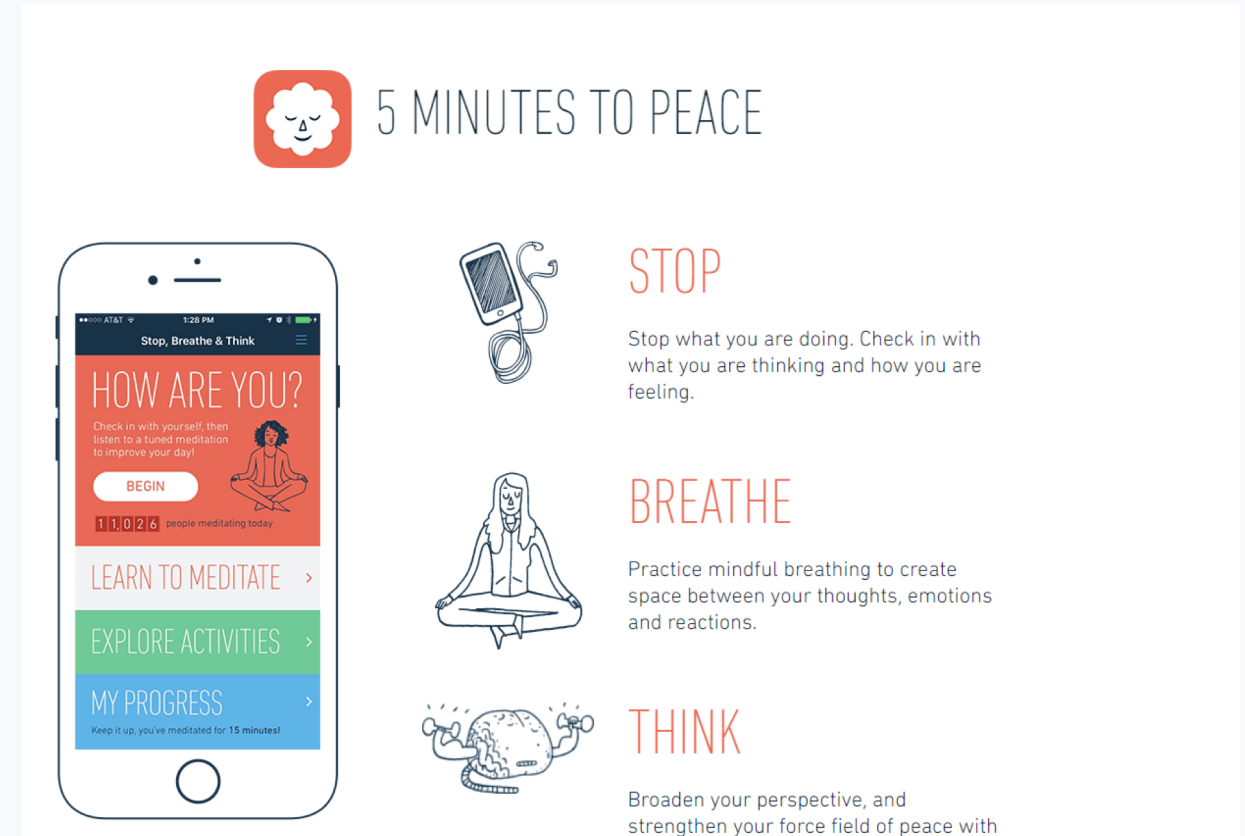 5 MINUTES TO PEACE
AT&T
1:28 PM
Stop, Breathe & Think
HOW ARE YOU?
Check in with yourself, then
listen to a tuned meditation
to improve your day!
BEGIN
11,026 people meditating today
LEARN TO MEDITATE
EXPLORE ACTIVITIES
MY PROGRESS
Keep it up, you've meditated for 15 minutes!
STOP
Stop what you are doing. Check in with
what you are thinking and how you are
feeling.
BREATHE
Practice mindful breathing to create
space between your thoughts, emotions
and reactions.
THINK
Broaden your perspective, and
strengthen your force field of peace with